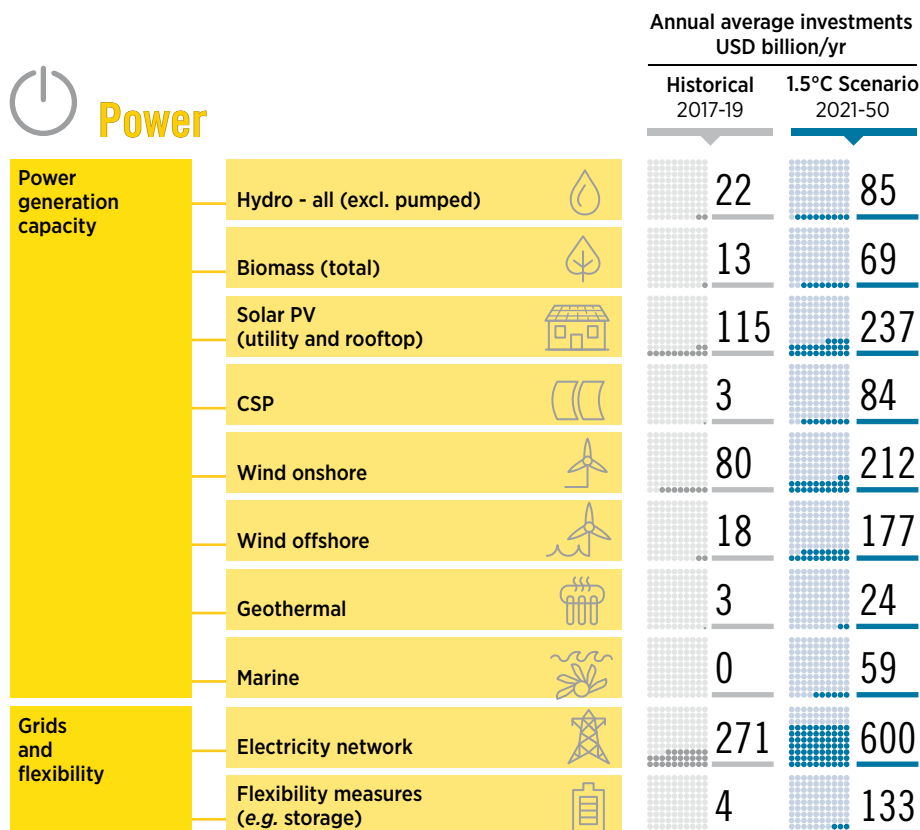 Annual average investments
USD billion/yr
Historical
2017-19
1.5°C Scenario
2021-50
Power
Power
generation
capacity
Hydro - all (excl. pumped)
22
85
Biomass (total)
13
69
Solar PV
(utility and rooftop)
115
237
CSP
3
84
Wind onshore
80
212
Wind offshore
18
177
Geothermal
3
24
Marine
0
59
Grids
and
flexibility
Electricity network
271
600
Flexibility measures
(e.g. storage)
4
133